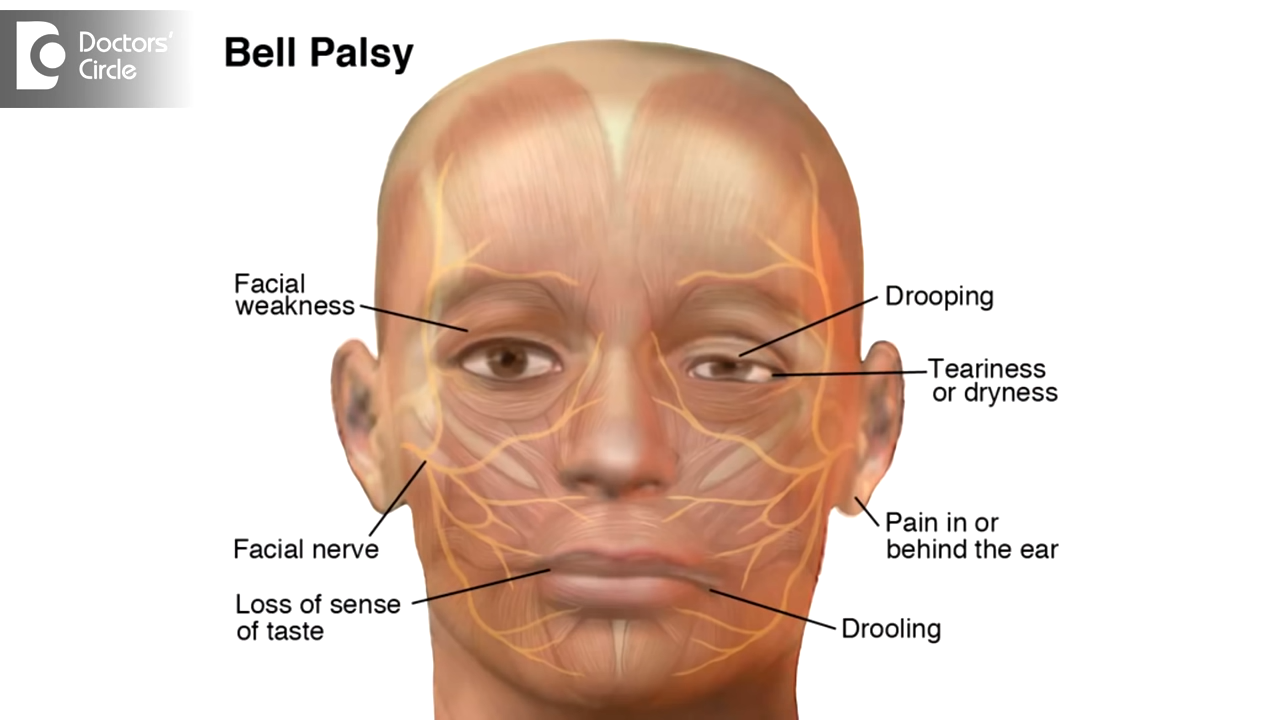 Doctors'
Circle
Bell Palsy
Facial
weakness
Drooping
Teariness
or dryness
Facial nerve
Pain in or
behind the ear
Loss of sense
of taste
Drooling